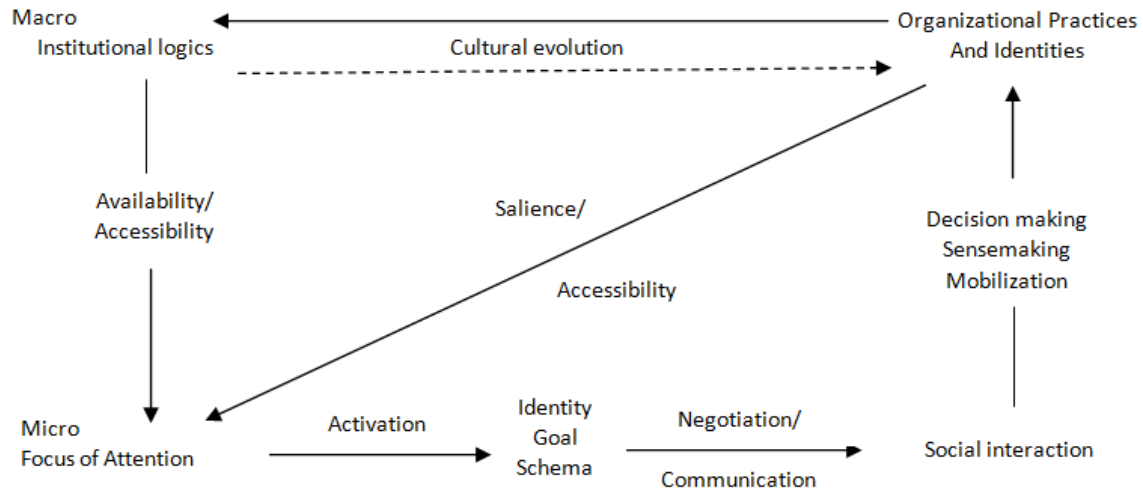 Macro
Institutional logics
Cultural evolution
Organizational Practices
And Identities
Availability/
Accessibility
Salience/
Accessibility
Decision making
Sensemaking
Mobilization
Micro
Focus of Attention
Activation
Identity
Goal
Schema
Negotiation/
Communication
Social interaction